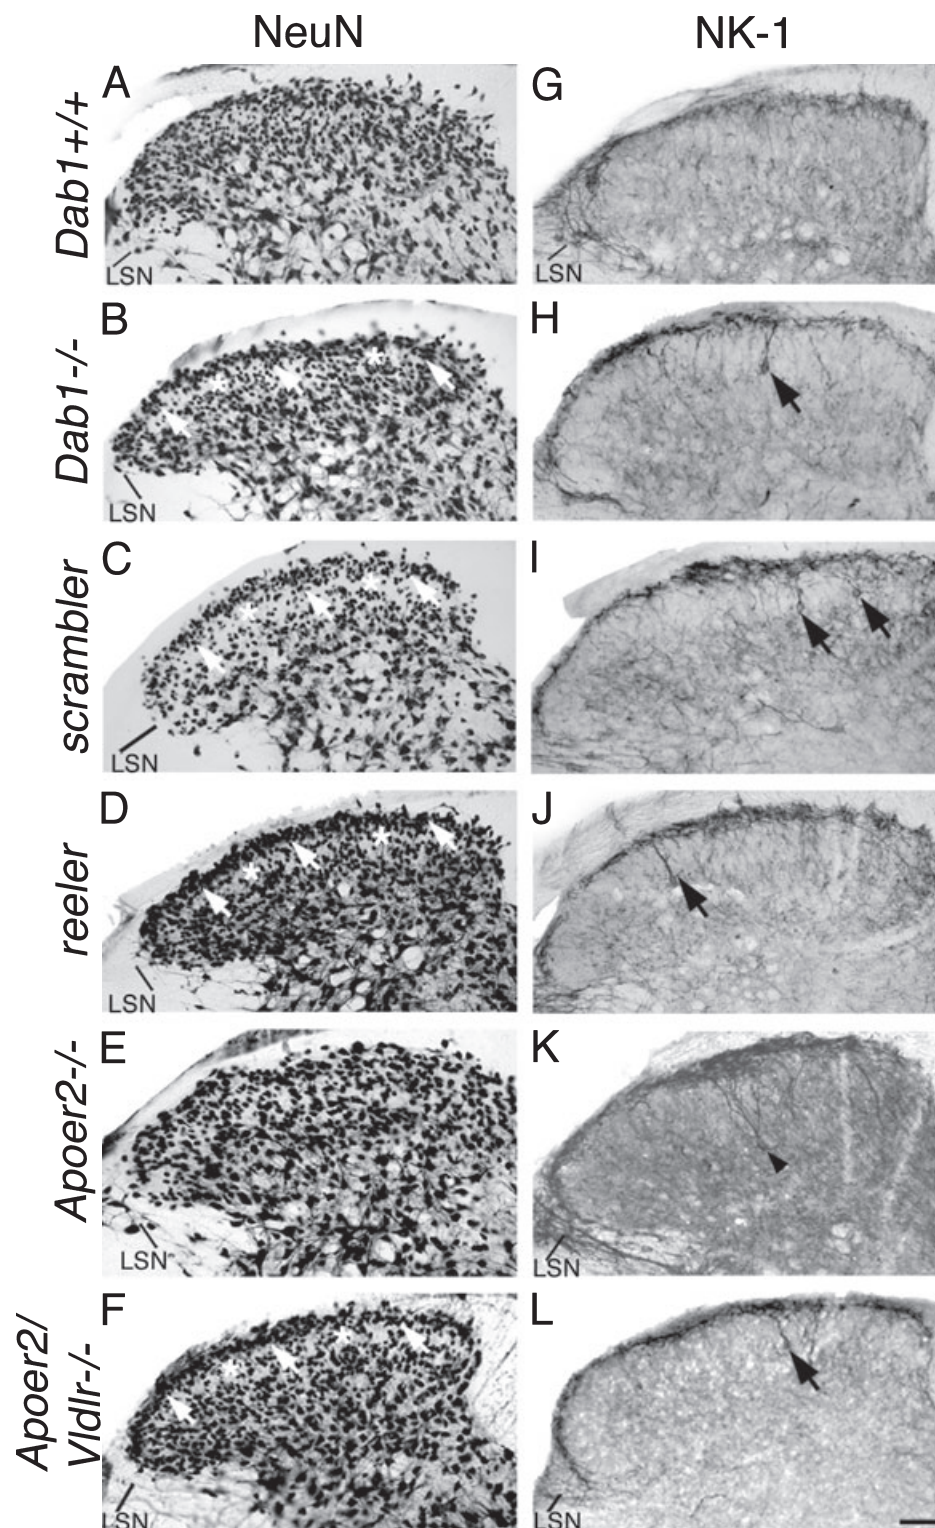 NeuN NK-1
Dab1+/+
A
LSN
G
LSN
Dab1-/-
B
*
*
LSN
H
scrambler
C
*
*
LSN
I
reeler
D
*
*
LSN
J
Apoer2-/-
E
LSN
K
LSN
Apoer2/
Vldlr-/-
F
*
*
LSN
L
LSN